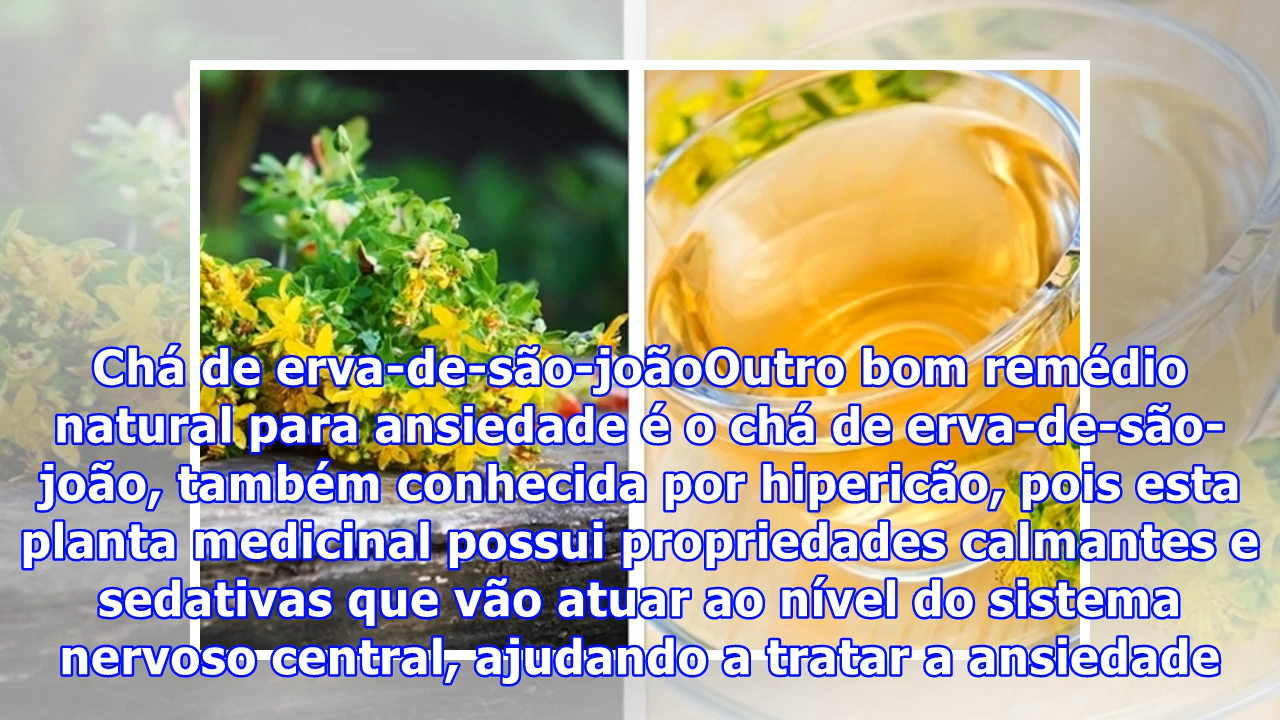 Chá de erva-de-são-joãoOutro bom remédio
natural para ansiedade é o chá de erva-de-são-
joão, também conhecida por hipericão, pois esta
planta medicinal possui propriedades calmantes e
sedativas que vão atuar ao nível do sistema
nervoso central, ajudando a tratar a ansiedade